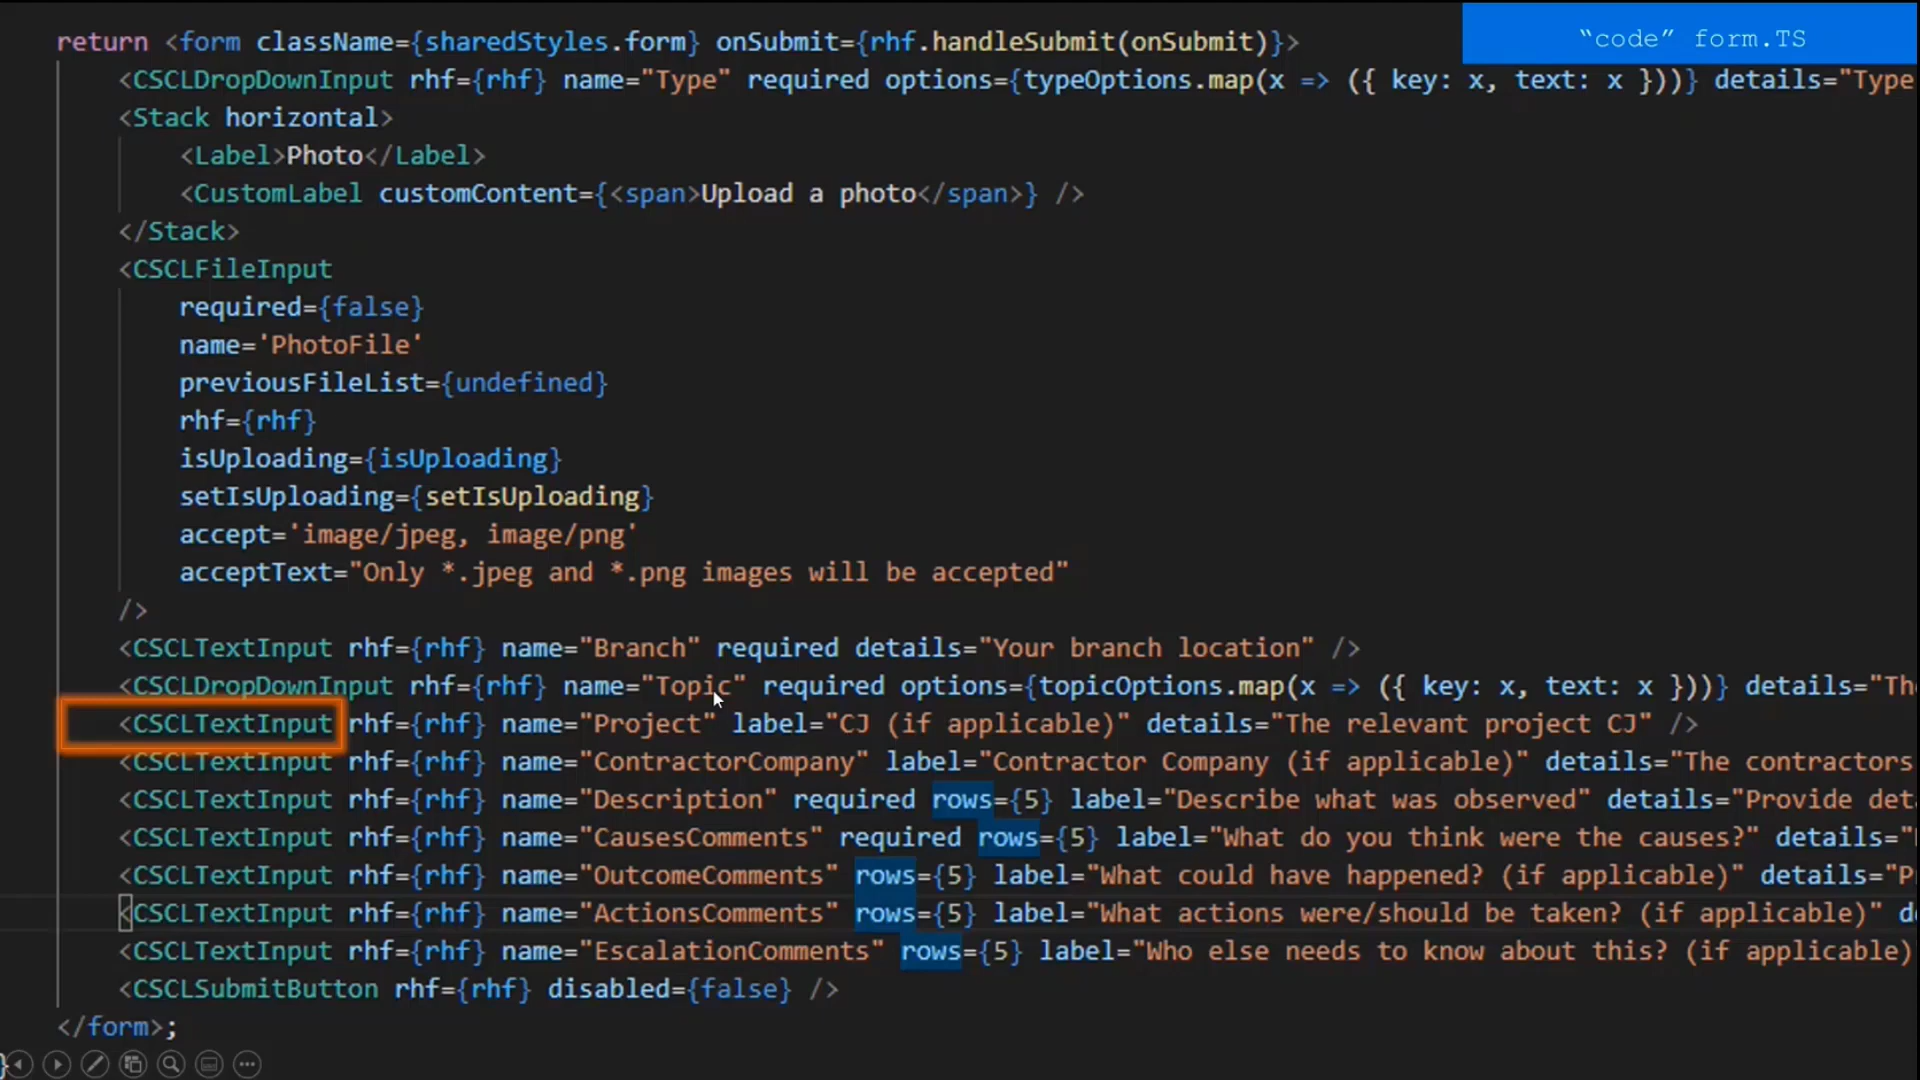 “code” form.TS
return <form className={sharedStyles.form} onSubmit={rhf.handleSubmit(onSubmit)}>
<CSCLDropDownInput rhf={rhf} name="Type" required options={typeOptions.map(x => ({ key: x, text: x }))} details="Type
<Stack horizontal>
<Label>Photo</Label>
<CustomLabel customContent={<span>Upload a photo</span>} />
</Stack>
<CSCLFileInput
required={false}
name='PhotoFile'
previousFileList={undefined}
rhf={rhf}
isUploading={isUploading}
setIsUploading={setIsUploading}
accept='image/jpeg, image/png'
acceptText="Only *.jpeg and *.png images will be accepted"
/>
<CSCLTextInput rhf={rhf} name="Branch" required details="Your branch location" />
<CSCLDropDownInput rhf={rhf} name="Topic" required options={topicOptions.map(x => ({ key: x, text: x }))} details="Th
<CSCLTextInput rhf={rhf} name="Project" label="CJ (if applicable)" details="The relevant project CJ" />
<CSCLTextInput rhf={rhf} name="ContractorCompany" label="Contractor Company (if applicable)" details="The contractors
<CSCLTextInput rhf={rhf} name="Description" required rows={5} label="Describe what was observed" details="Provide det
<CSCLTextInput rhf={rhf} name="CausesComments" required rows={5} label="What do you think were the causes?" details="
<CSCLTextInput rhf={rhf} name="OutcomeComments" rows={5} label="What could have happened? (if applicable)" details="P
<CSCLTextInput rhf={rhf} name="ActionsComments" rows={5} label="What actions were/should be taken? (if applicable)" d
<CSCLTextInput rhf={rhf} name="EscalationComments" rows={5} label="Who else needs to know about this? (if applicable)
<CSCLSubmitButton rhf={rhf} disabled={false} />
</form>;
}